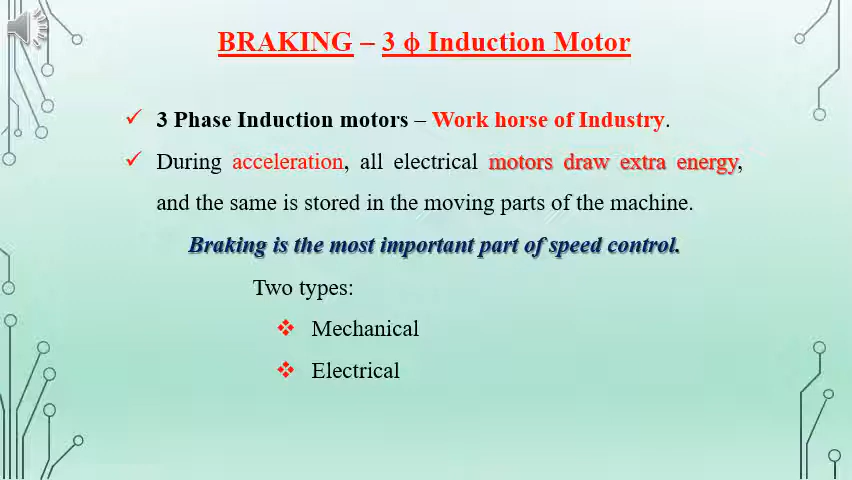 BRAKING – 3 ϕ Induction Motor
✓ 3 Phase Induction motors – Work horse of Industry.
✓ During acceleration, all electrical motors draw extra energy,
and the same is stored in the moving parts of the machine.
Braking is the most important part of speed control.
Two types:
❖ Mechanical
❖ Electrical